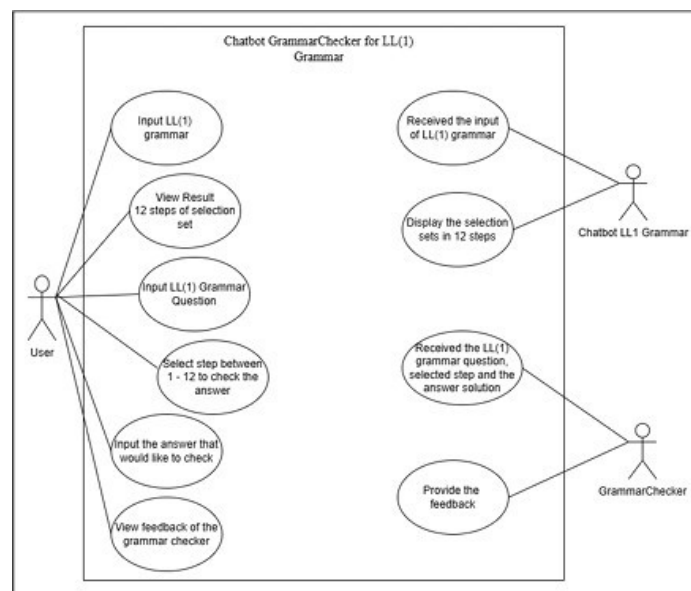 Chatbot GrammarChecker for LL(1)
Grammar
Input LL(1)
grammar
View Result
12 steps of selection
set
Input LL(1) Grammar
Question
Select step between
1 - 12 to check the
answer
Input the answer that
would like to check
View feedback of the
grammar checker
User
Received the input
of LL(1) grammar
Display the selection
sets in 12 steps
Chatbot LL1 Grammar
Received the LL(1)
grammar question,
selected step and the
answer solution
Provide the
feedback
GrammarChecker